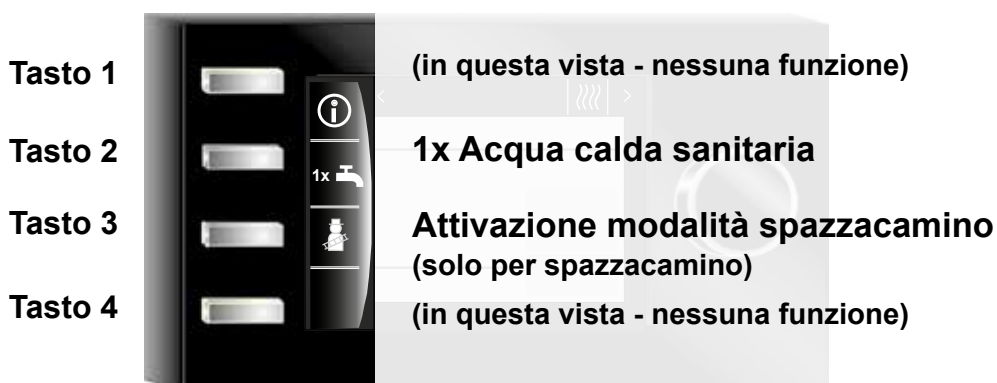 Tasto 1
(in questa vista - nessuna funzione)
Tasto 2
1x
1x Acqua calda sanitaria
Tasto 3
Attivazione modalità spazzacamino
(solo per spazzacamino)
Tasto 4
(in questa vista - nessuna funzione)